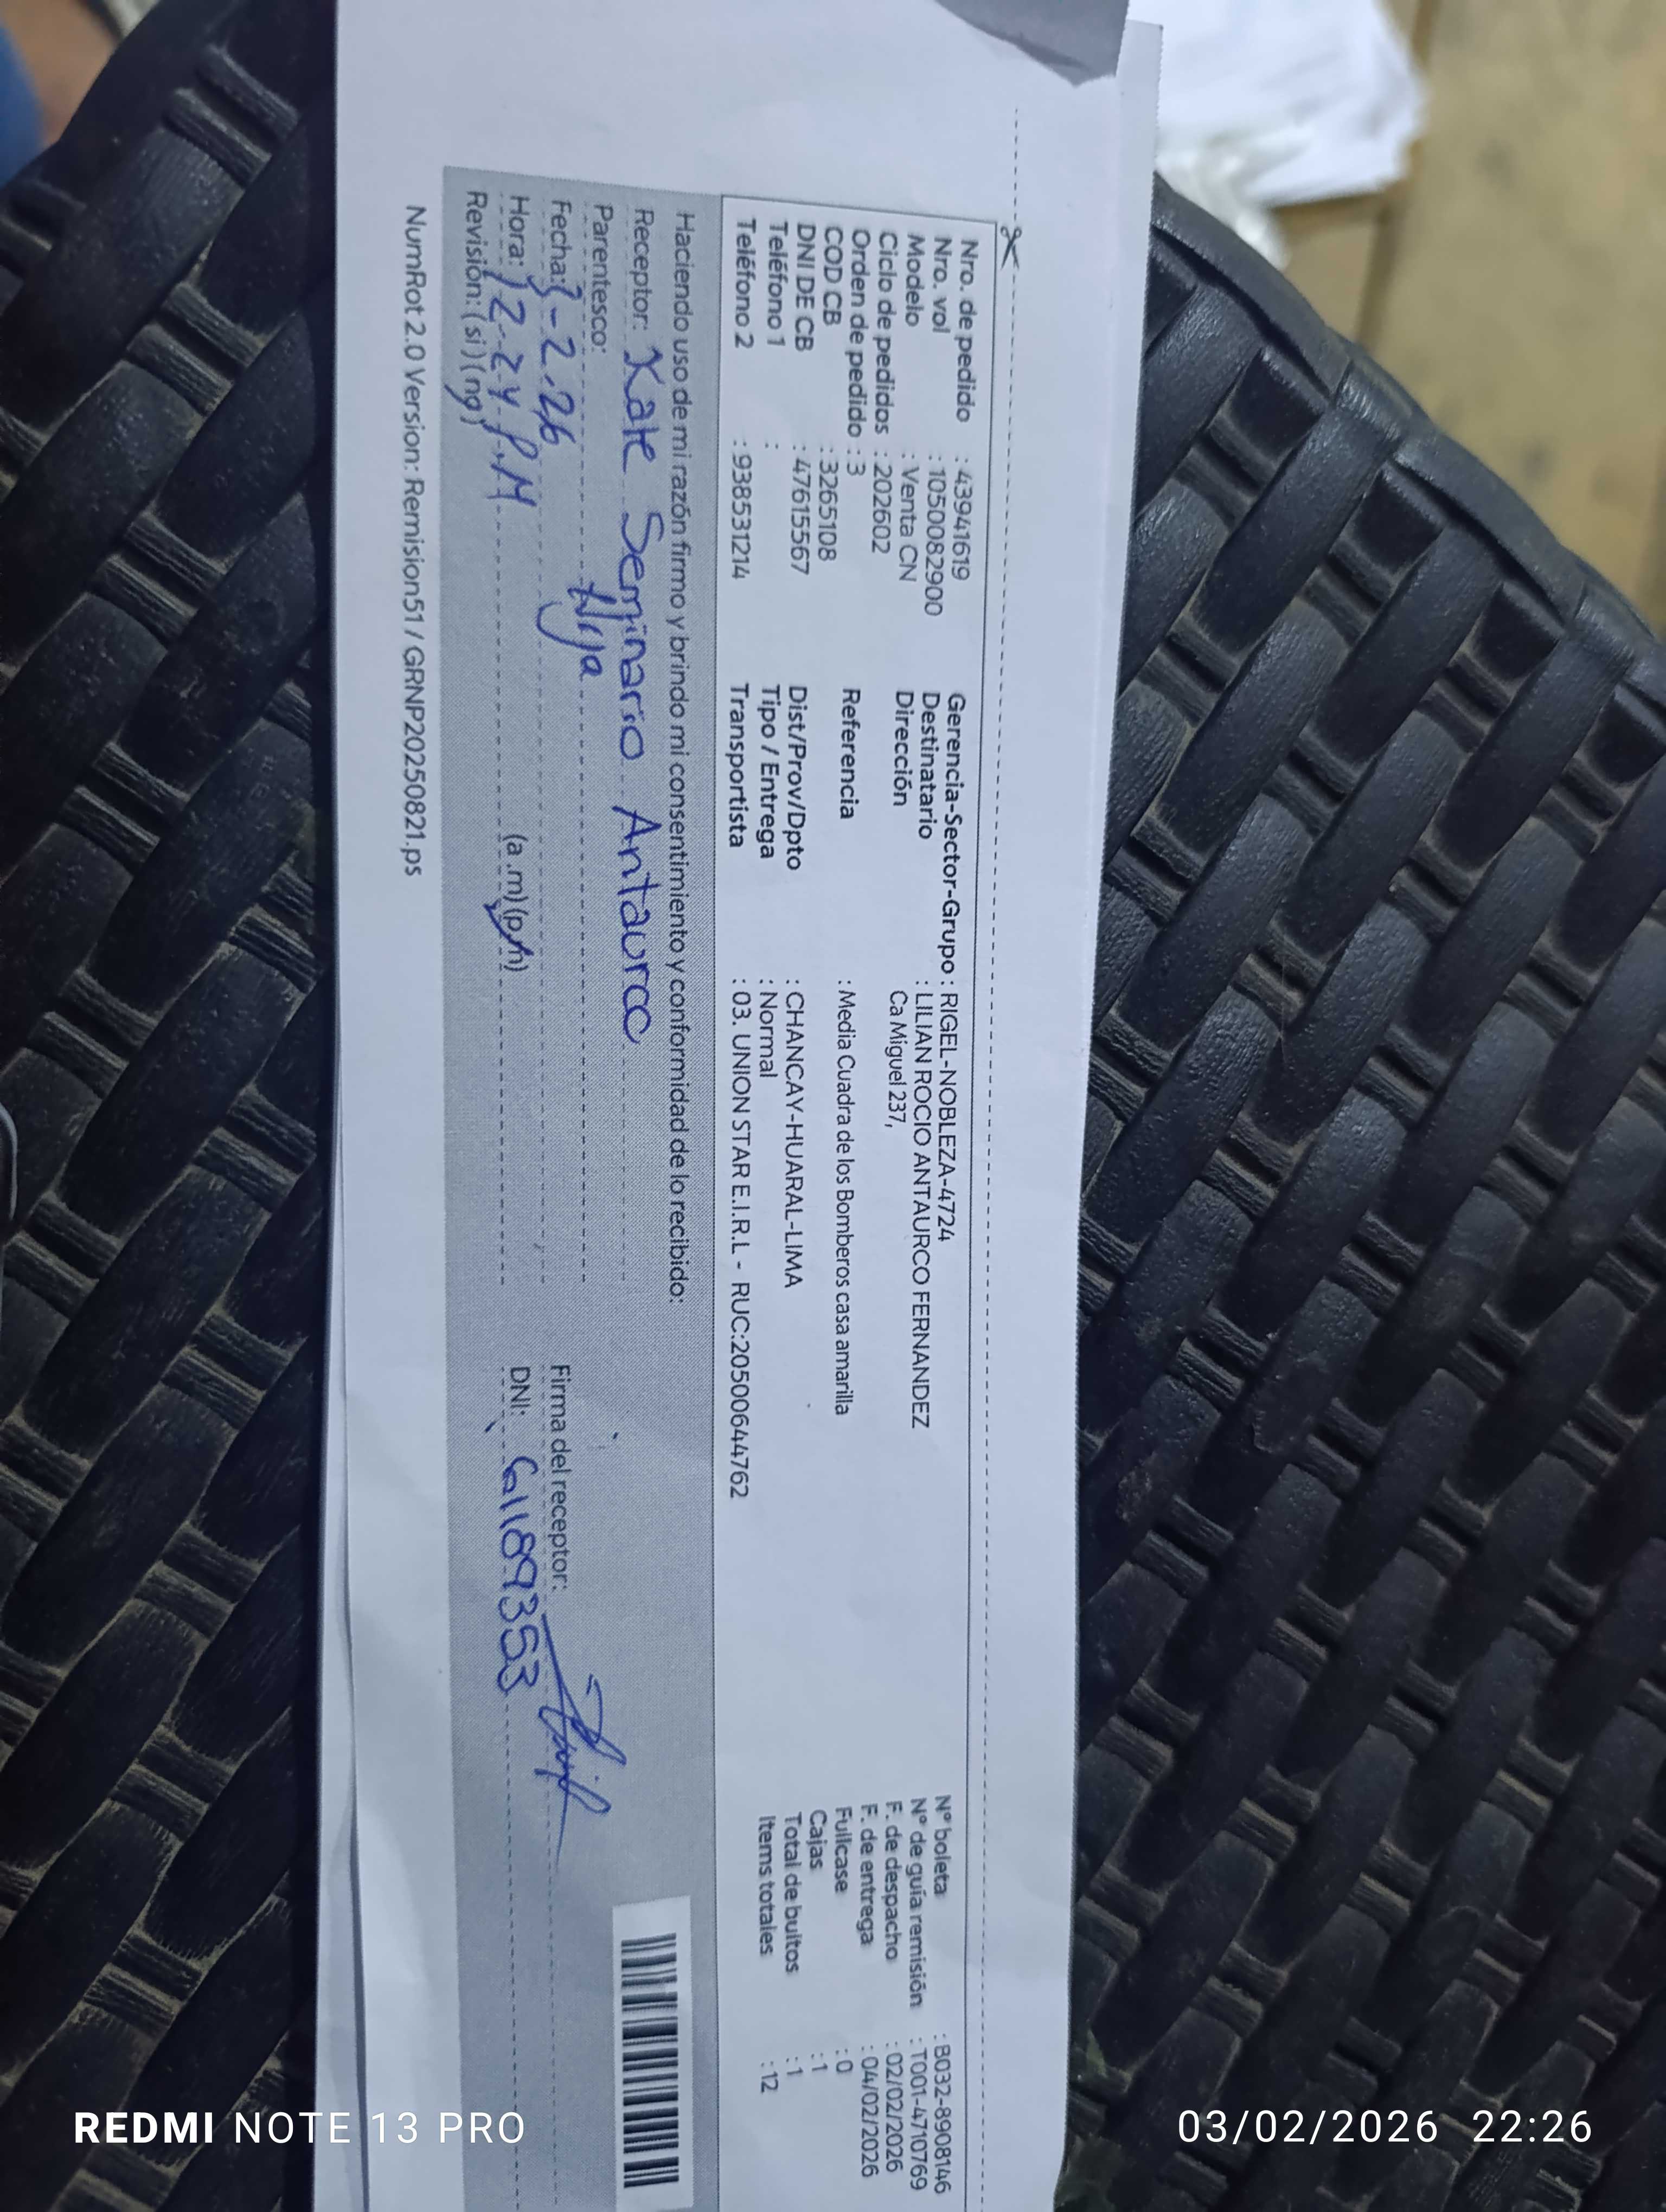 Nro. de pedido : 43941619
Nro. vol : 1050082900
Modelo : Venta CN
Ciclo de pedidos : 202602
Orden de pedido : 3
COD CB : 3265108
DNI DE CB : 47615567
Teléfono 1 :
Teléfono 2 : 938531214
Gerencia-Sector-Grupo : RIGEL-NOBLEZA-4724
Destinatario : LILIAN ROCIO ANTAURCO FERNANDEZ
Dirección Ca Miguel 237,
Referencia : Media Cuadra de los Bomberos casa amarilla
Dist/Prov/Dpto : CHANCAY-HUARAL-LIMA
Tipo / Entrega : Normal
Transportista : 03. UNION STAR E.I.R.L - RUC:20500644762
N° boleta : B032-8908146
N° de guía remisión : T001-4710769
F. de despacho : 02/02/2026
F. de entrega : 04/02/2026
Fullcase : 0
Cajas : 1
Total de bultos : 1
Items totales : 12
Haciendo uso de mi razón firmo y brindo mi consentimiento y conformidad de lo recibido:
Receptor: Kate Seminario Antaurco
Parentesco: Hija
Fecha: 3-2.26
Hora: 24 P.M (a.m) (p.m)
Revisión: (si) (no)
Firma del receptor:
DNI: 61189353
NumRot 2.0 Version: Remision51 / GRNP20250821.ps
REDMI NOTE 13 PRO
03/02/2026 22:26